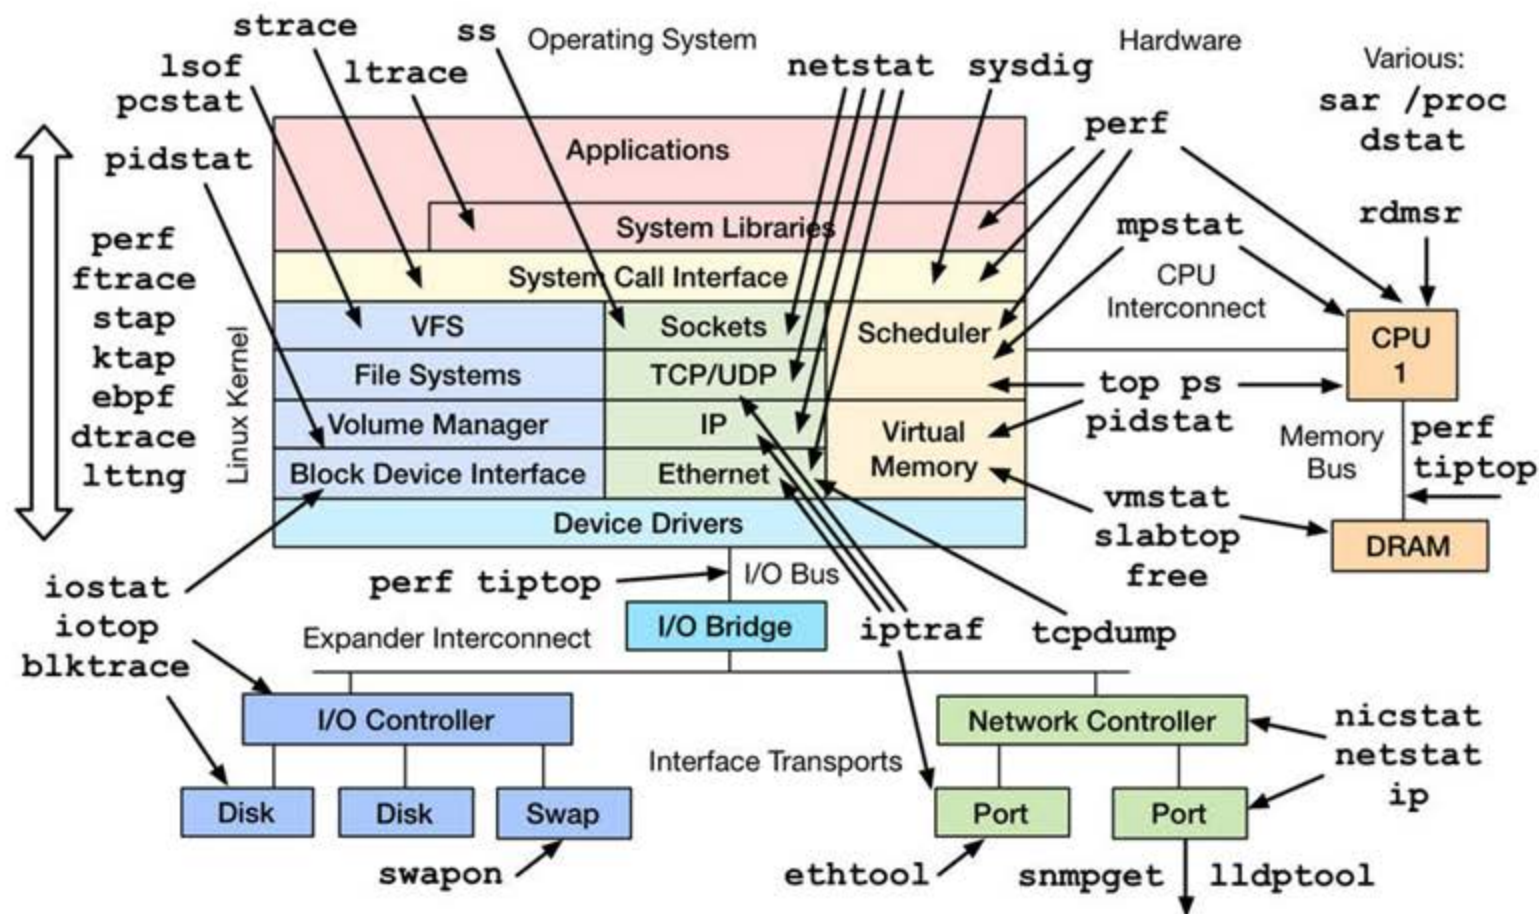 strace
ss
Operating System
Hardware
lsof
pcstat
ltrace
netstat
sysdig
Various:
sar /proc
dstat
perf
pidstat
Applications
rdmsr
mpstat
System Libraries
perf
ftrace
stap
ktap
ebpf
dtrace
lttng
Linux Kernel
System Call Interface
CPU
Interconnect
VFS
Sockets
Scheduler
CPU
1
File Systems
TCP/UDP
top ps
pidstat
Volume Manager
IP
Virtual
Memory
Memory
Bus
perf
tiptop
Block Device Interface
Ethernet
vmstat
slabtop
free
Device Drivers
DRAM
iostat
iotop
blktrace
perf tiptop
I/O Bus
I/O Bridge
Expander Interconnect
iptraf
tcpdump
I/O Controller
Network Controller
nicstat
netstat
ip
Interface Transports
Disk
Disk
Swap
Port
Port
swapon
ethtool
snmpget
lldptool